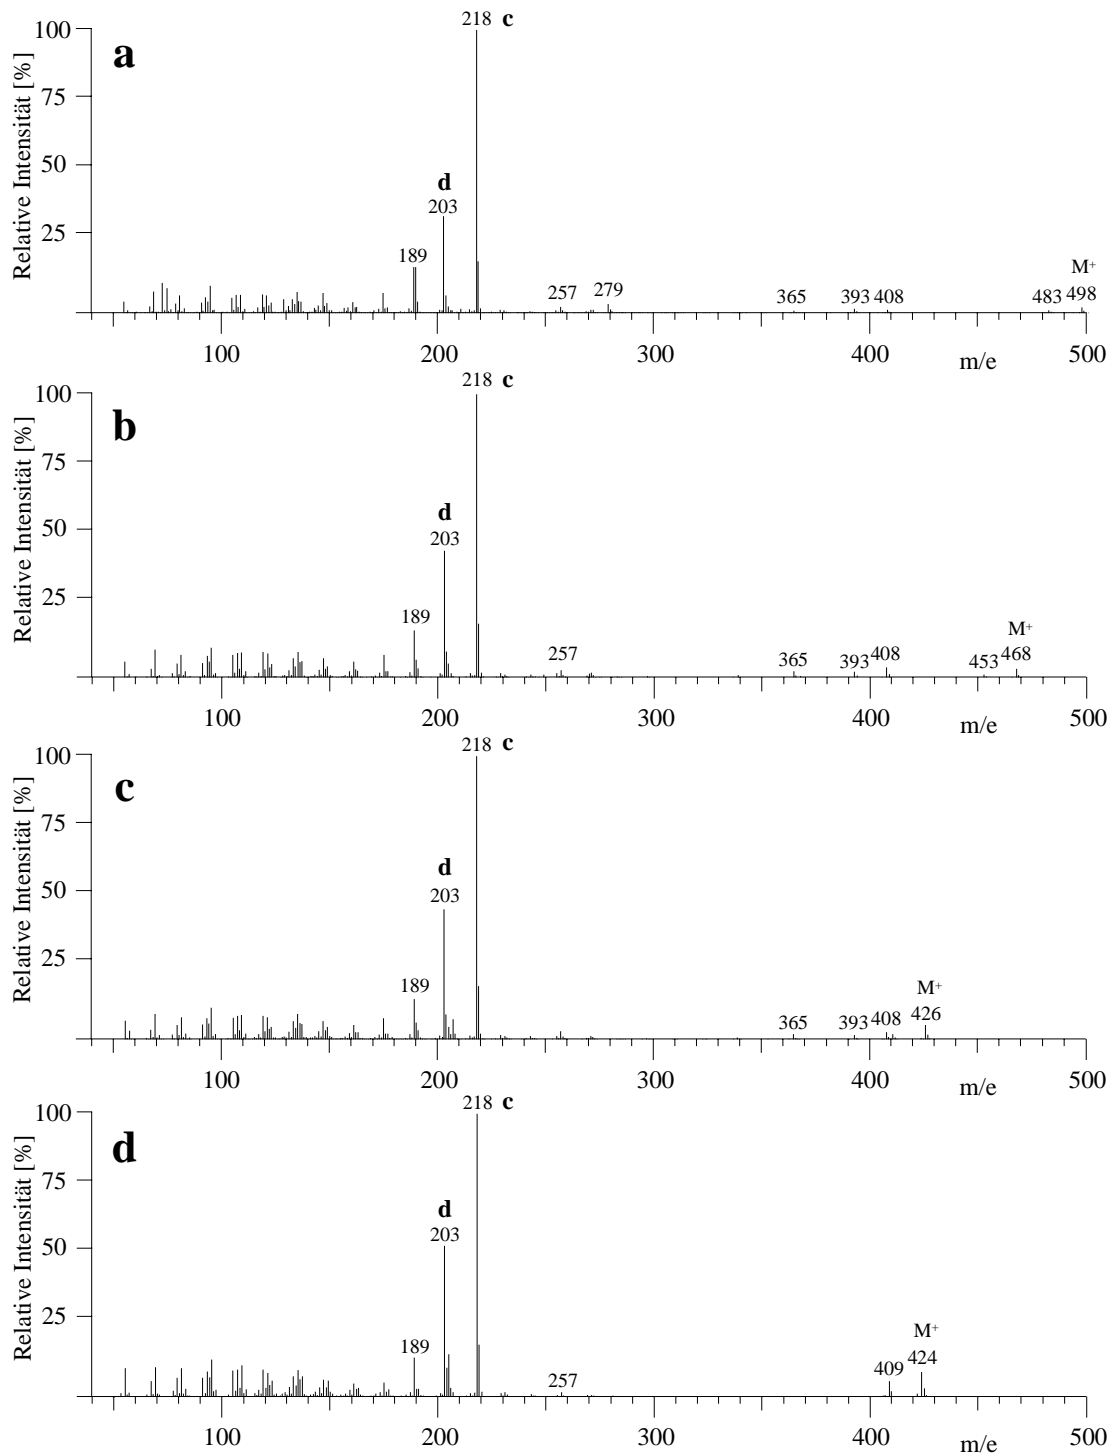 218 c
100
a
75
50
d
203
25
189
257 279
365 393 408
M+
483 498
Relative Intensität [%]
100 200 300 400 m/e 500
218 c
100
b
75
50
d
203
25
189
257
365 393 408
M+
453 468
Relative Intensität [%]
100 200 300 400 m/e 500
218 c
100
c
75
50
d
203
25
189
365 393 408
M+
426
Relative Intensität [%]
100 200 300 400 m/e 500
218 c
100
d
75
50
d
203
25
189
257
409
M+
424
Relative Intensität [%]
100 200 300 400 m/e 500